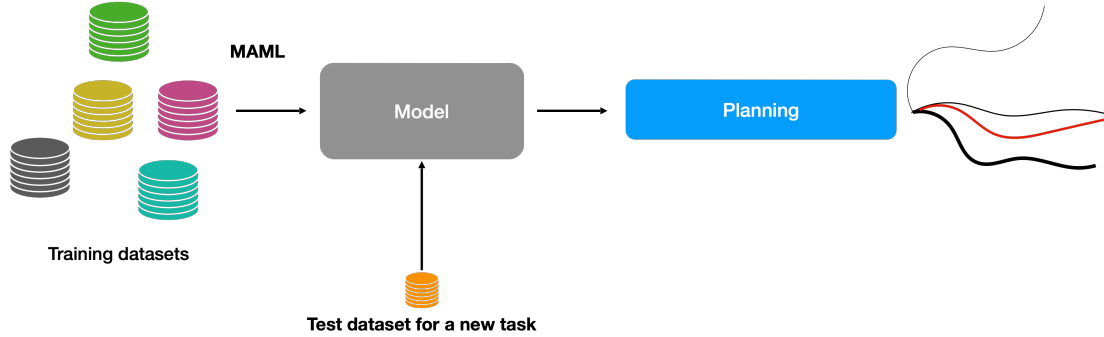 MAML
Model
Planning
Training datasets
Test dataset for a new task